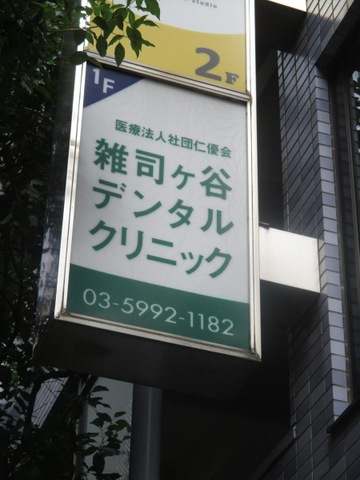 studio
2F
1F
医療法人社団仁優会
雑司ヶ谷
デンタル
クリニック
03-5992-1182